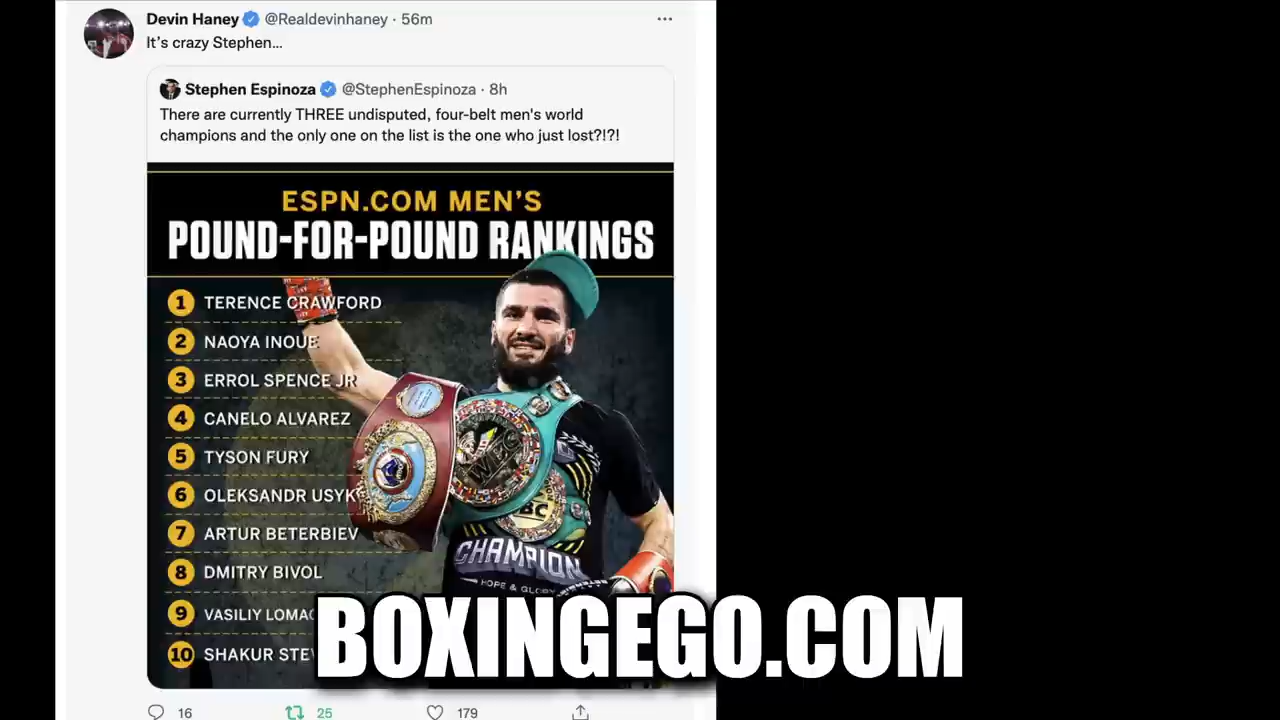 Devin Haney @Realdevinhaney · 56m
It's crazy Stephen...
Stephen Espinoza @StephenEspinoza · 8h
There are currently THREE undisputed, four-belt men's world
champions and the only one on the list is the one who just lost?!?!
ESPN.COM MEN'S
POUND-FOR-POUND RANKINGS
1 TERENCE CRAWFORD
2 NAOYA INOUE
3 ERROL SPENCE JR
4 CANELO ALVAREZ
5 TYSON FURY
6 OLEKSANDR USYK
7 ARTUR BETERBIEV
8 DMITRY BIVOL
9 VASILIY
10 SHAKUR
WBC
CHAMPION
HOPE & GLORY
BOXINGEGO.COM
16 25 179